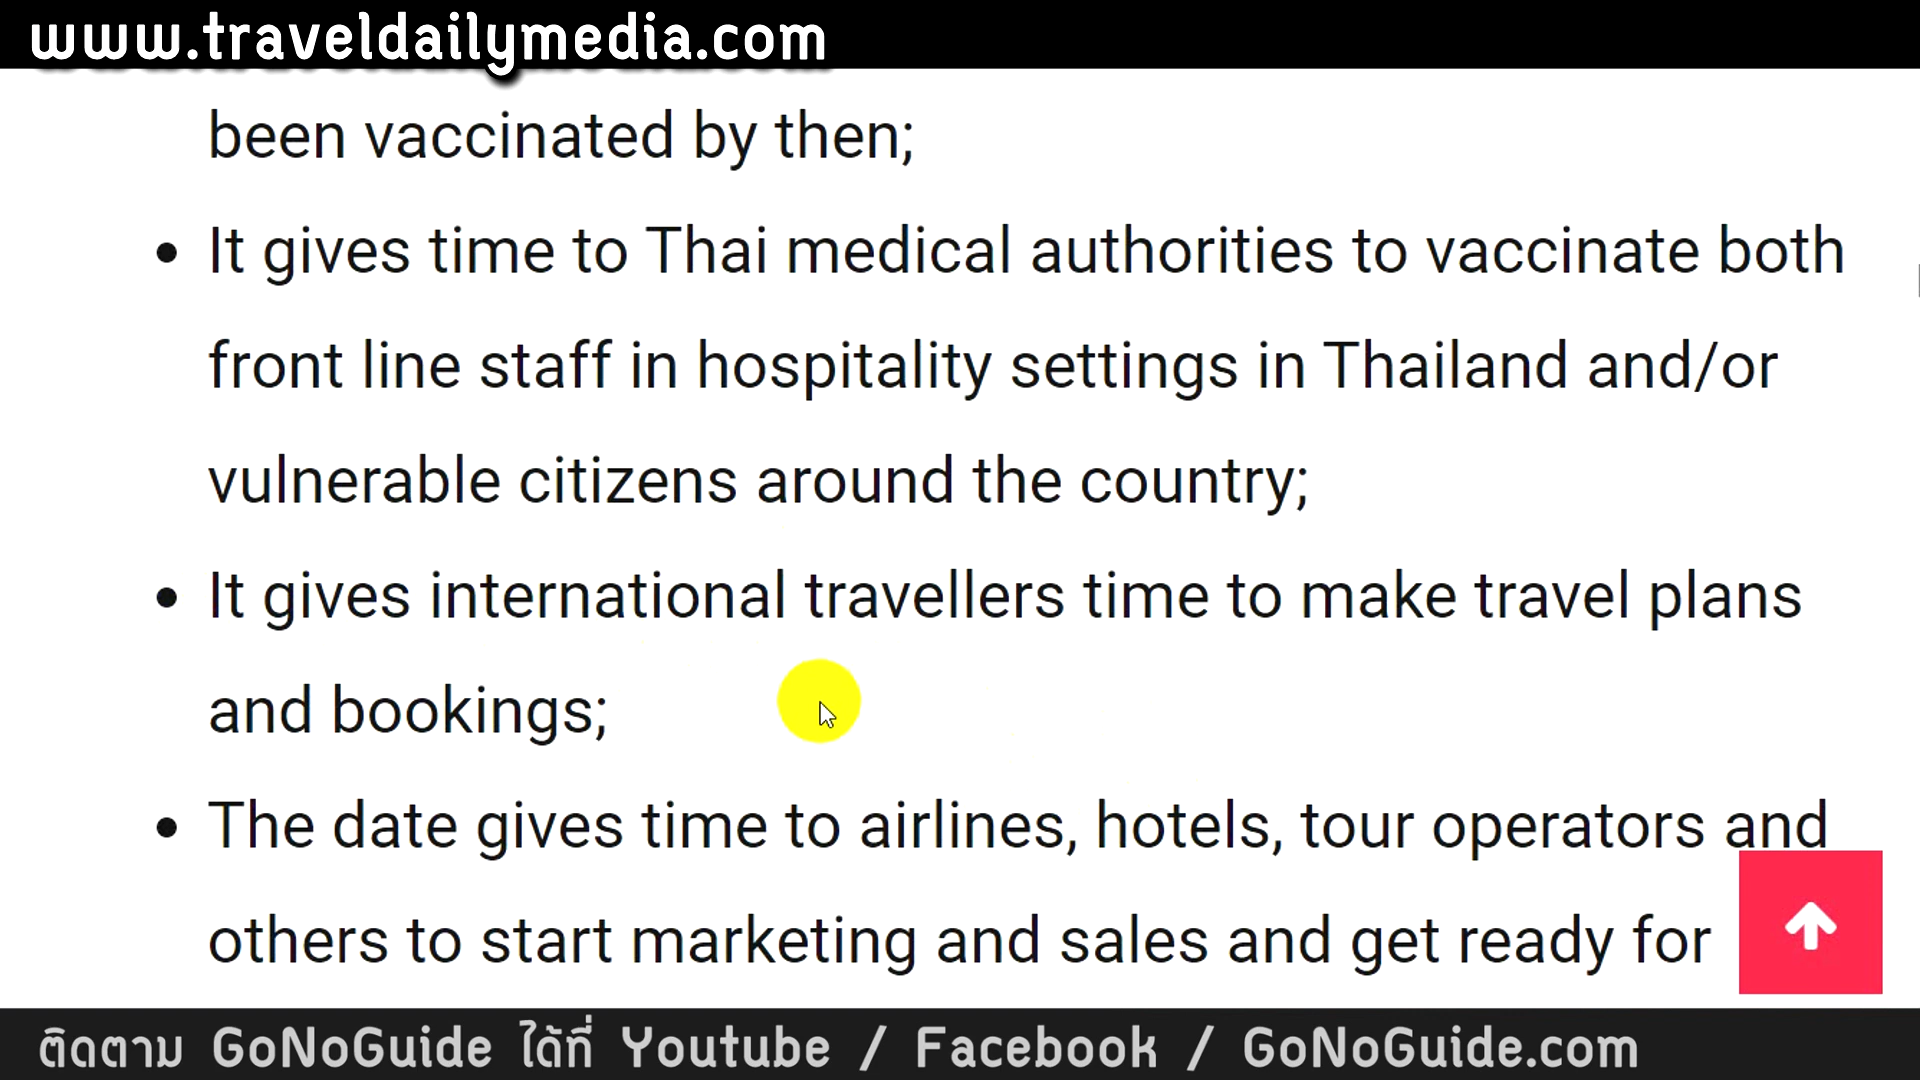 www.traveldailymedia.com
been vaccinated by then;
• It gives time to Thai medical authorities to vaccinate both
front line staff in hospitality settings in Thailand and/or
vulnerable citizens around the country;
• It gives international travellers time to make travel plans
and bookings;
• The date gives time to airlines, hotels, tour operators and
others to start marketing and sales and get ready for
ติดตาม GoNoGuide ได้ที่ Youtube / Facebook / GoNoGuide.com